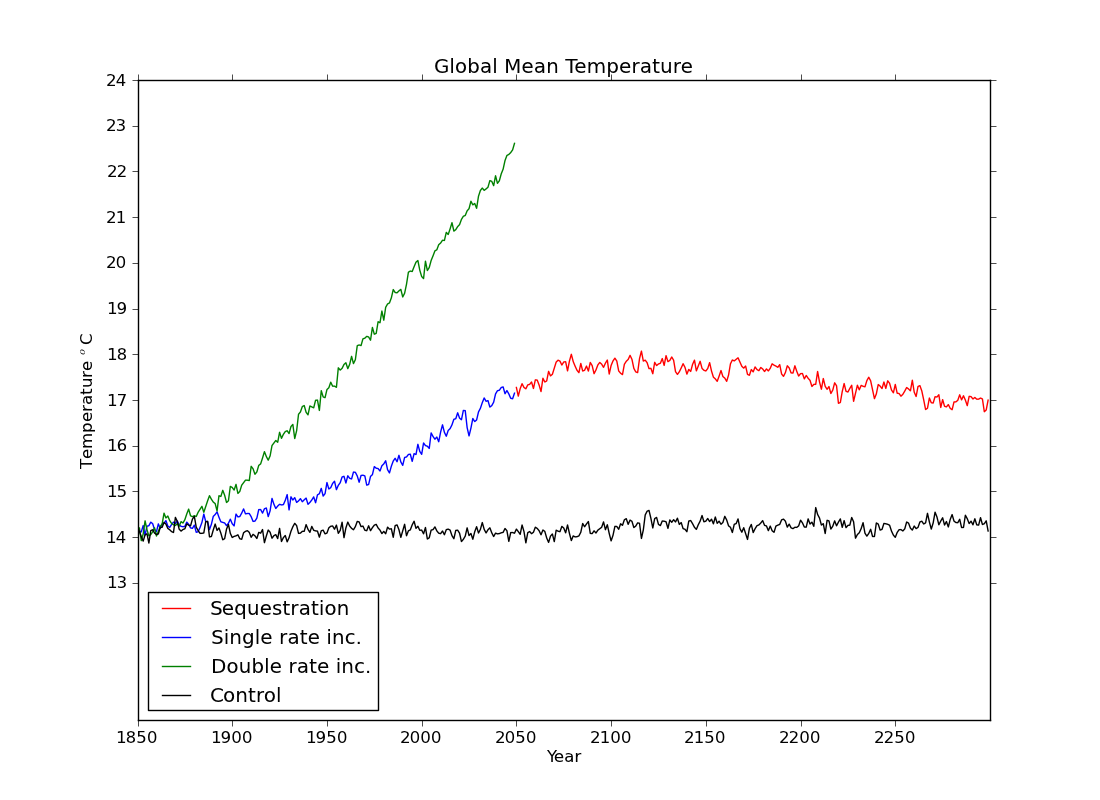 Global Mean Temperature
24
23
22
21
20
19
18
17
16
15
14
13
Temperature ° C
Sequestration
Single rate inc.
Double rate inc.
Control
1850 1900 1950 2000 2050 2100 2150 2200 2250
Year